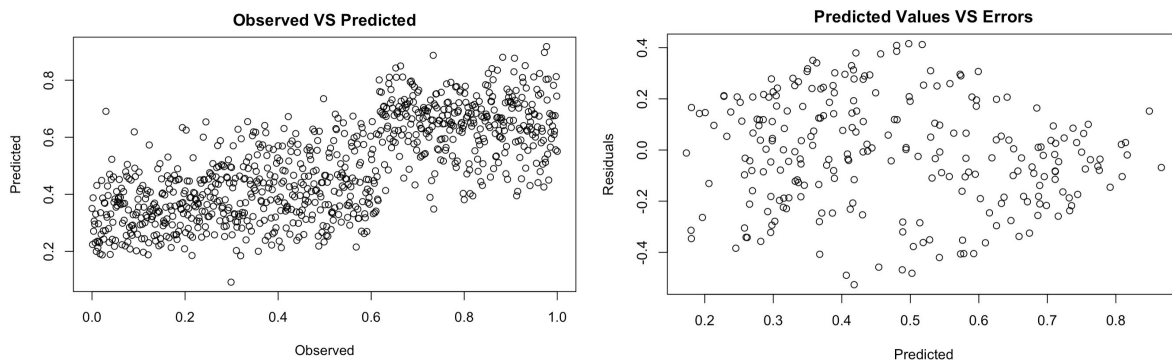 Observed VS Predicted
Predicted
0.8
0.6
0.4
0.2
0.0 0.2 0.4 0.6 0.8 1.0
Observed
Predicted Values VS Errors
Residuals
0.4
0.2
0.0
-0.2
-0.4
0.2 0.3 0.4 0.5 0.6 0.7 0.8
Predicted